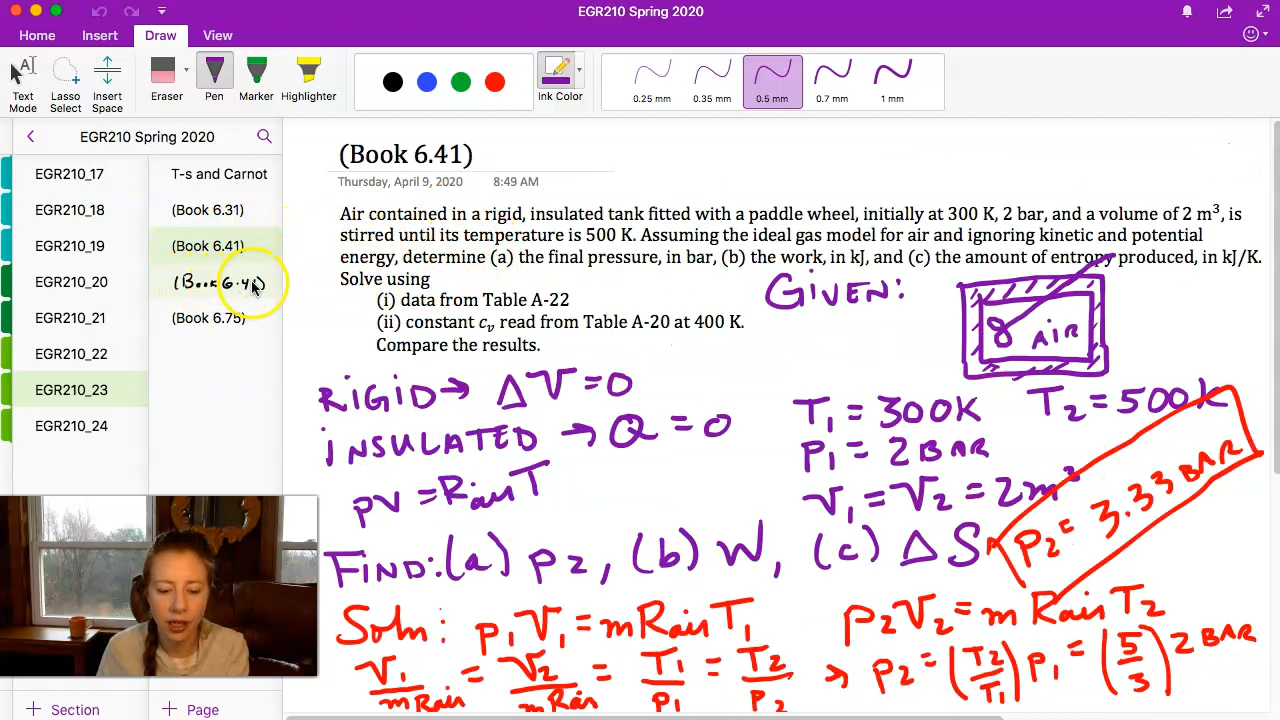 EGR210 Spring 2020
Home Insert Draw View
Text Mode
Lasso Select
Insert Space
Eraser
Pen
Marker
Highlighter
Ink Color
0.25 mm
0.35 mm
0.5 mm
0.7 mm
1 mm
EGR210 Spring 2020
EGR210_17
EGR210_18
EGR210_19
EGR210_20
EGR210_21
EGR210_22
EGR210_23
EGR210_24
T-s and Carnot
(Book 6.31)
(Book 6.41)
(Book 6.41)
(Book 6.75)
+ Section
+ Page
(Book 6.41)
Thursday, April 9, 2020 8:49 AM
Air contained in a rigid, insulated tank fitted with a paddle wheel, initially at 300 K, 2 bar, and a volume of 2 m³, is
stirred until its temperature is 500 K. Assuming the ideal gas model for air and ignoring kinetic and potential
energy, determine (a) the final pressure, in bar, (b) the work, in kJ, and (c) the amount of entropy produced, in kJ/K.
Solve using
(i) data from Table A-22
(ii) constant cᵥ read from Table A-20 at 400 K.
Compare the results.
GIVEN:
AIR
RIGID → ΔV = 0
INSULATED → Q = 0
pv = Rair T
T₁ = 300K T₂ = 500K
P₁ = 2 BAR
V₁ = V₂ = 2m³
FIND: (a) P₂, (b) W, (c) ΔS
P₂ = 3.33 BAR
Soln: P₁V₁ = mRair T₁ P₂V₂ = mRair T₂
V₁/mRair = V₂/mRair = T₁/P₁ = T₂/P₂ → P₂ = (T₂/T₁) P₁ = (5/3) 2 BAR